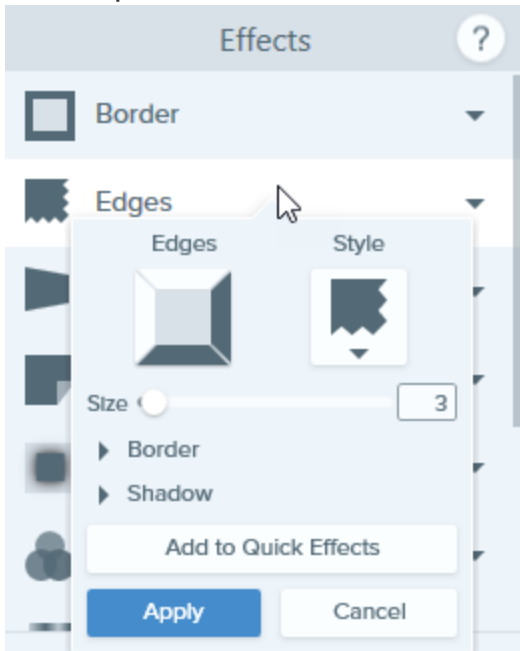 Effects ?
Border
Edges
Edges Style
Size 3
Border
Shadow
Add to Quick Effects
Apply Cancel